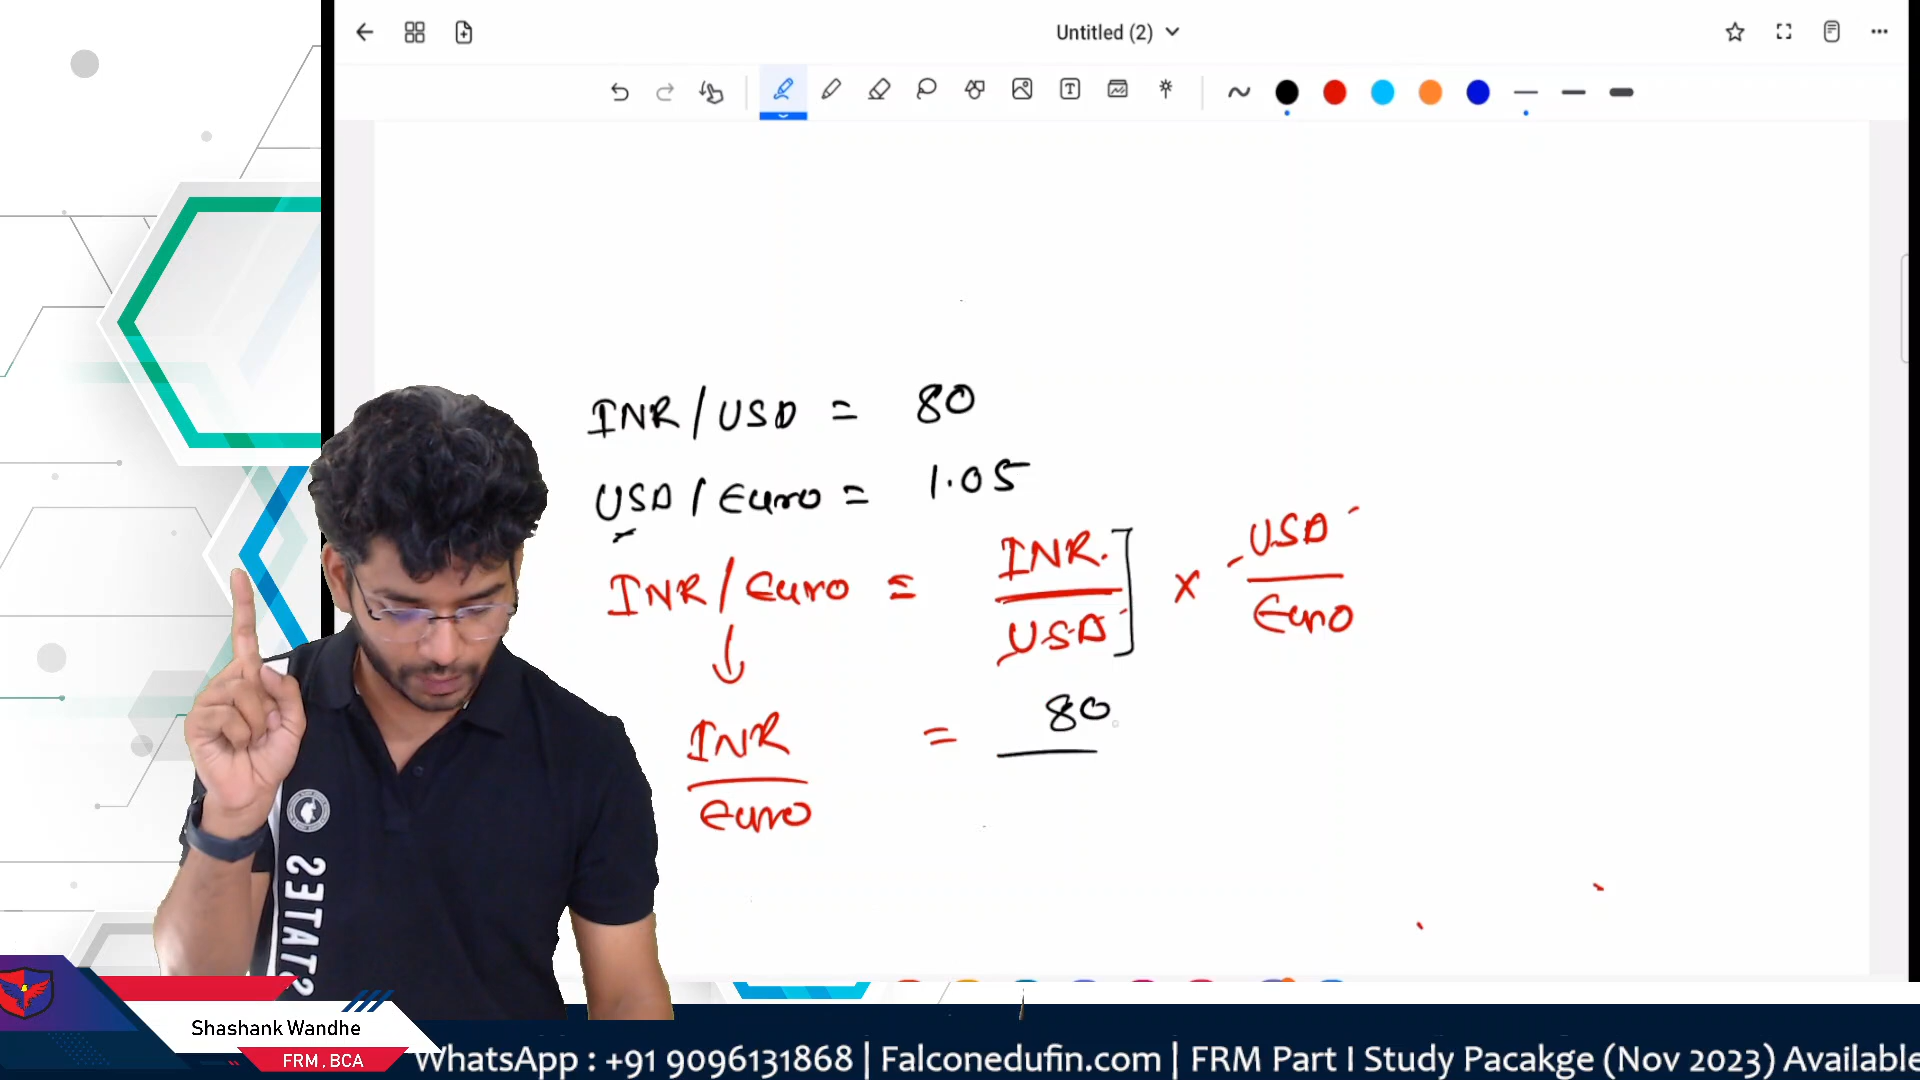 Untitled (2)
INR/USD = 80
USD/Euro = 1.05
INR/Euro = INR/USD] x USD/Euro
INR/Euro = 80
STATES
Shashank Wandhe
FRM, BCA
WhatsApp : +91 9096131868 | Falconedufin.com | FRM Part I Study Pacakge (Nov 2023) Available